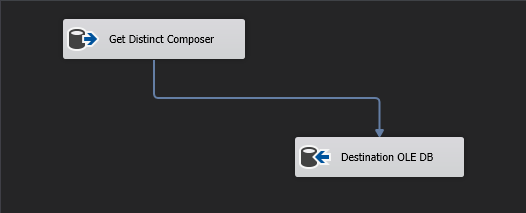 Get Distinct Composer
Destination OLE DB